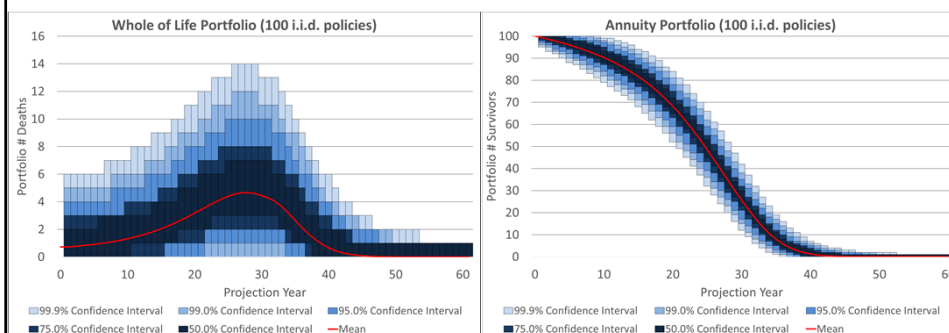 Whole of Life Portfolio (100 i.i.d. policies)
Portfolio # Deaths
16
14
12
10
8
6
4
2
0
0
10
20
30
40
50
60
Projection Year
99.9% Confidence Interval
99.0% Confidence Interval
95.0% Confidence Interval
75.0% Confidence Interval
50.0% Confidence Interval
Mean
Annuity Portfolio (100 i.i.d. policies)
Portfolio # Survivors
100
90
80
70
60
50
40
30
20
10
0
0
10
20
30
40
50
60
Projection Year
99.9% Confidence Interval
99.0% Confidence Interval
95.0% Confidence Interval
75.0% Confidence Interval
50.0% Confidence Interval
Mean